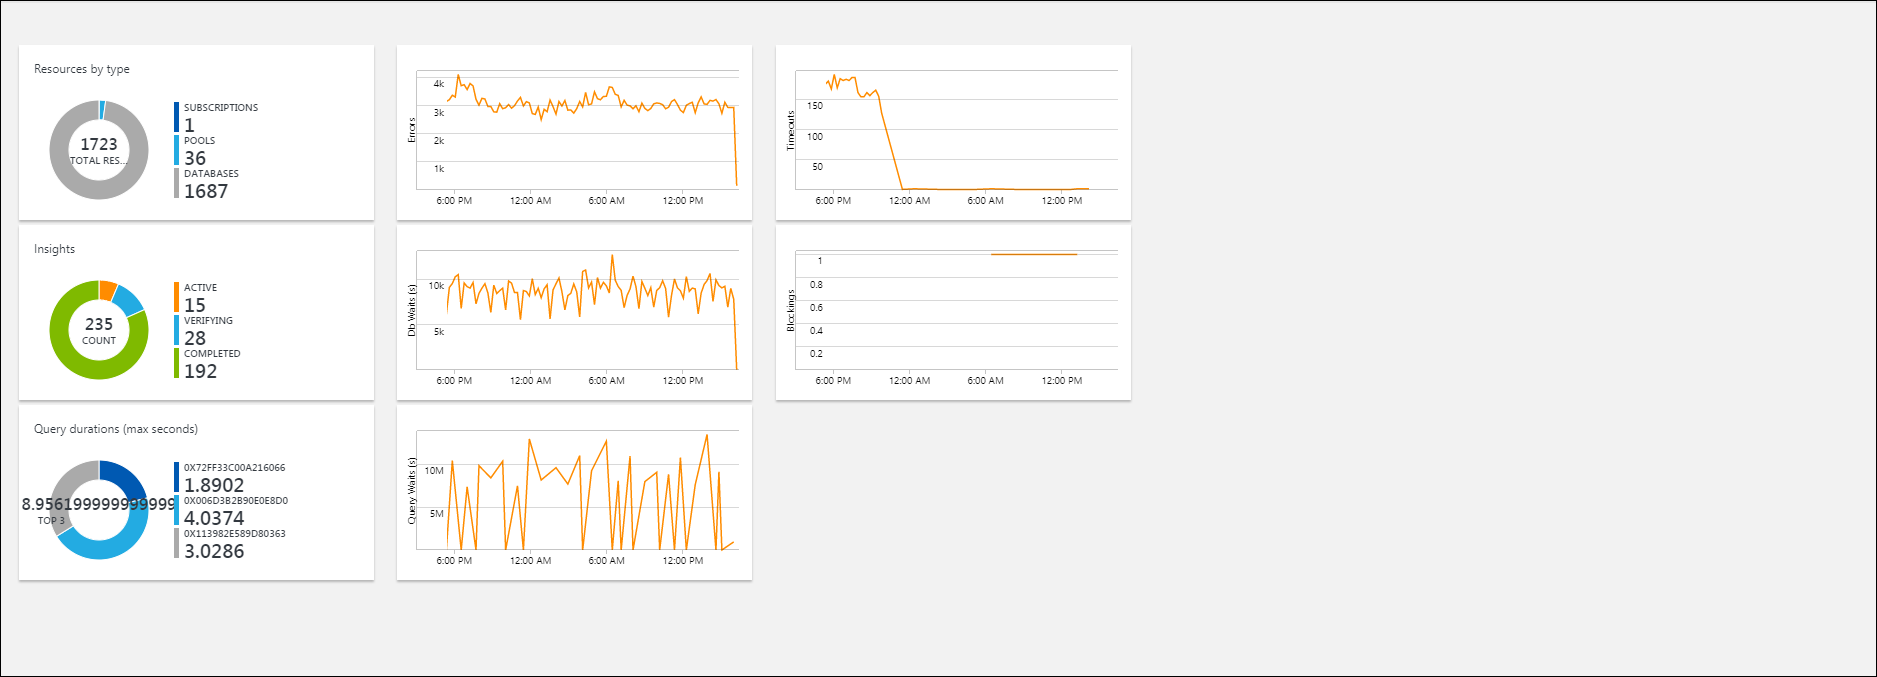 Resources by type
1723
TOTAL RES...
SUBSCRIPTIONS
1
POOLS
36
DATABASES
1687
Errors
4k
3k
2k
1k
6:00 PM 12:00 AM 6:00 AM 12:00 PM
Timeouts
150
100
50
6:00 PM 12:00 AM 6:00 AM 12:00 PM
Insights
235
COUNT
ACTIVE
15
VERIFYING
28
COMPLETED
192
Db Waits (s)
10k
5k
6:00 PM 12:00 AM 6:00 AM 12:00 PM
Blockings
1
0.8
0.6
0.4
0.2
6:00 PM 12:00 AM 6:00 AM 12:00 PM
Query durations (max seconds)
8.956199999999999
TOP 3
0X72FF33C00A216066
1.8902
0X006D3B2B90E0E8D0
4.0374
0X113982E589D80363
3.0286
Query Waits (s)
10M
5M
6:00 PM 12:00 AM 6:00 AM 12:00 PM